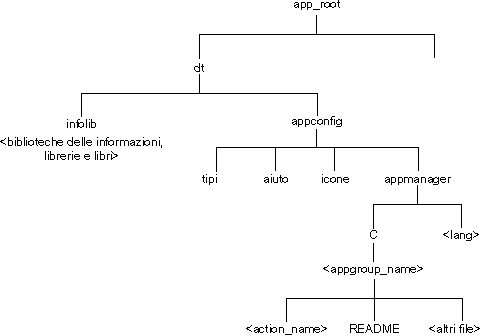 app_root
dt
infolib
<biblioteche delle informazioni,
librerie e libri>
appconfig
tipi
aiuto
icone
appmanager
C
<lang>
<appgroup_name>
<action_name>
README
<altri file>